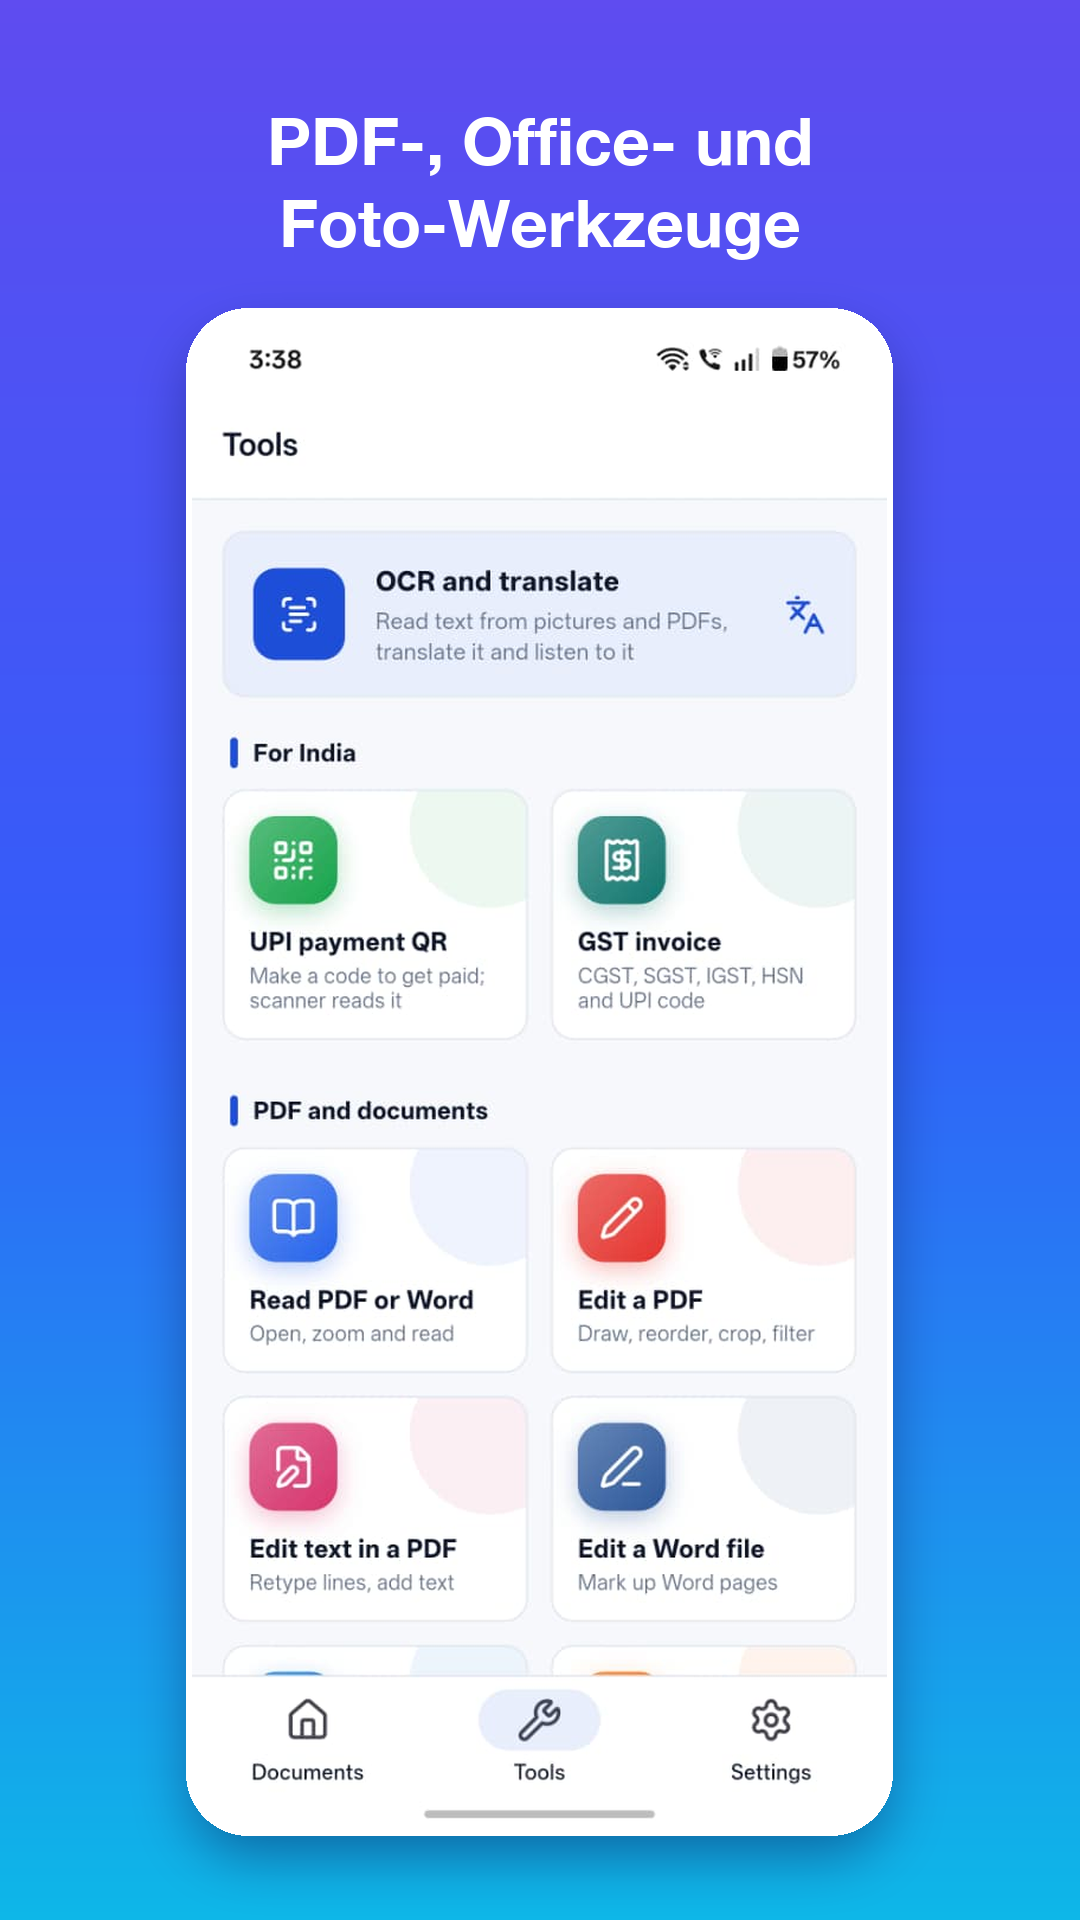 PDF-, Office- und
Foto-Werkzeuge
3:38
57%
Tools
OCR and translate
Read text from pictures and PDFs,
translate it and listen to it
For India
UPI payment QR
Make a code to get paid;
scanner reads it
GST invoice
CGST, SGST, IGST, HSN
and UPI code
PDF and documents
Read PDF or Word
Open, zoom and read
Edit a PDF
Draw, reorder, crop, filter
Edit text in a PDF
Retype lines, add text
Edit a Word file
Mark up Word pages
Documents
Tools
Settings